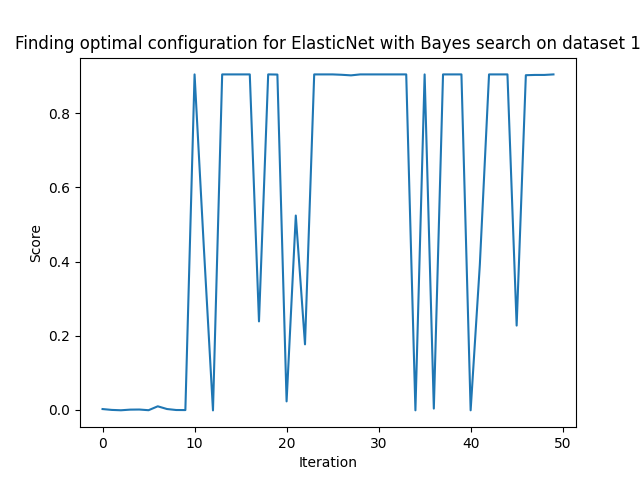 Finding optimal configuration for ElasticNet with Bayes search on dataset 1
0.8
0.6
0.4
0.2
0.0
Score
0 10 20 30 40 50
Iteration